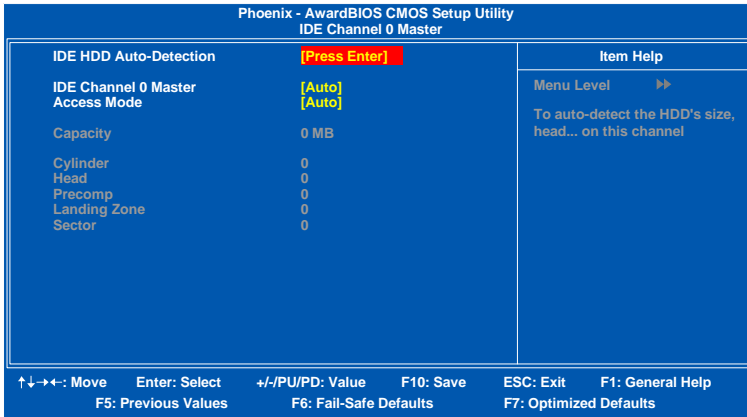 Phoenix - AwardBIOS CMOS Setup Utility
IDE Channel 0 Master
IDE HDD Auto-Detection [Press Enter]
IDE Channel 0 Master [Auto]
Access Mode [Auto]
Capacity 0 MB
Cylinder 0
Head 0
Precomp 0
Landing Zone 0
Sector 0
Item Help
Menu Level ▶▶
To auto-detect the HDD's size,
head... on this channel
↑↓→←: Move Enter: Select +/-/PU/PD: Value F10: Save ESC: Exit F1: General Help
F5: Previous Values F6: Fail-Safe Defaults F7: Optimized Defaults